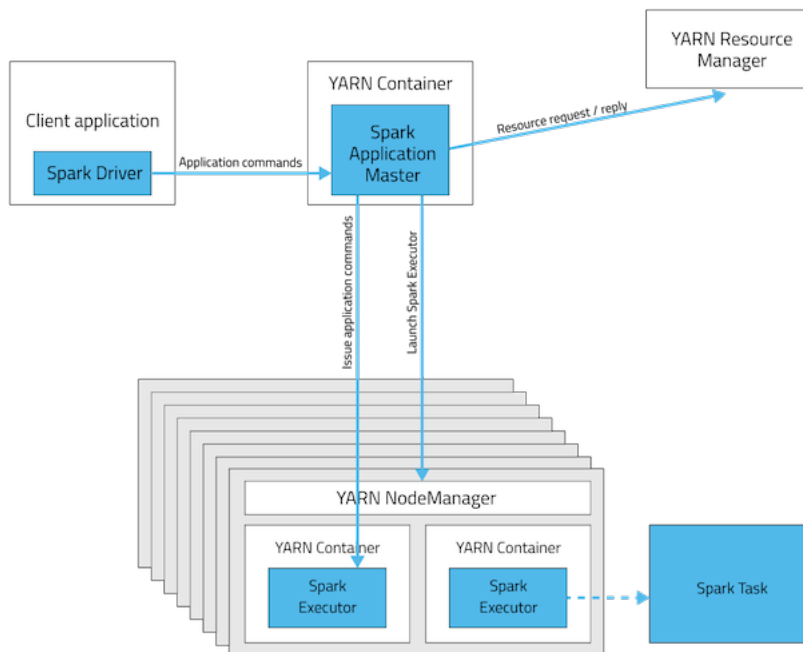 YARN Resource
Manager
YARN Container
Client application
Spark
Application
Master
Spark Driver
Application commands
Resource request / reply
Issue application commands
Launch Spark Executor
YARN NodeManager
YARN Container
YARN Container
Spark
Executor
Spark
Executor
Spark Task